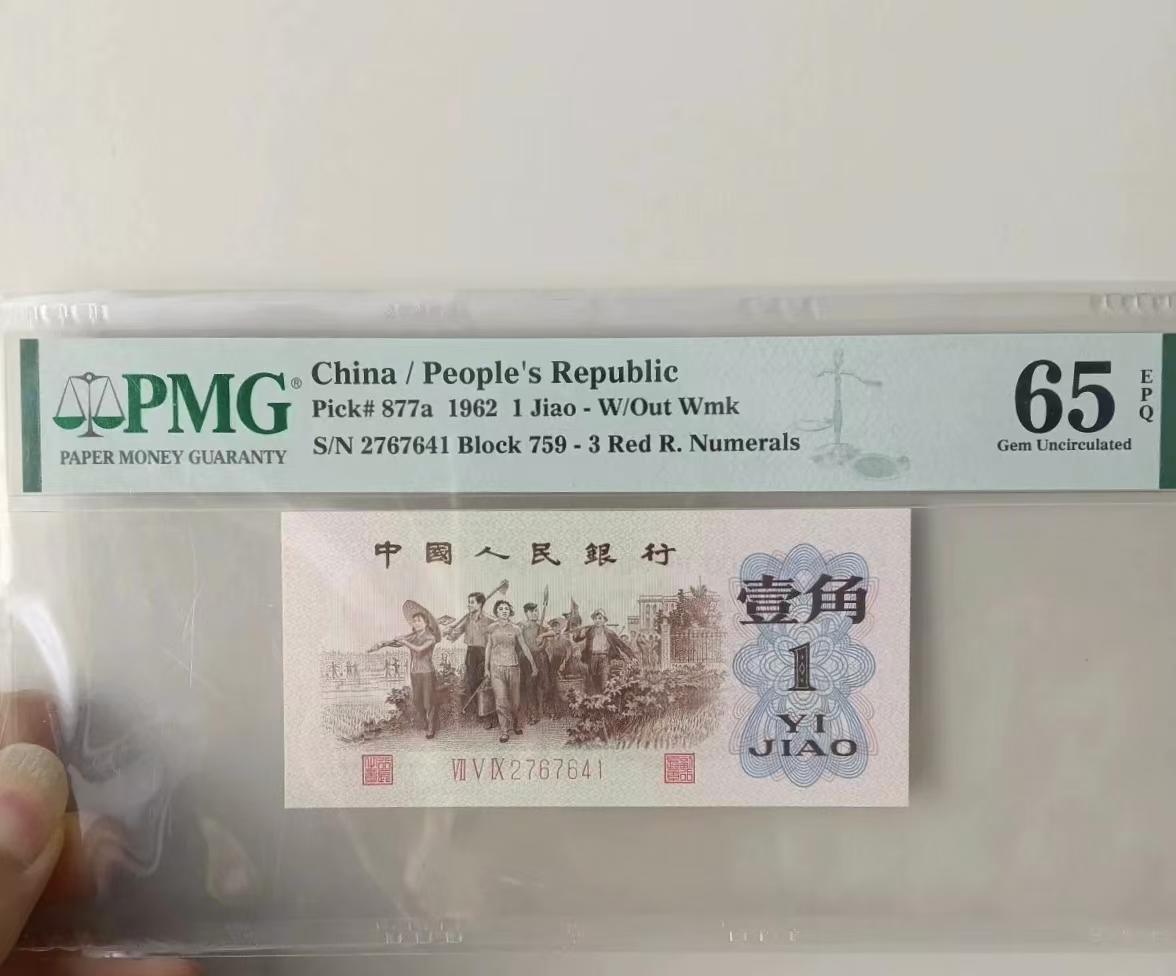 PMG®
PAPER MONEY GUARANTY
China / People's Republic
Pick# 877a 1962 1 Jiao - W/Out Wmk
S/N 2767641 Block 759 - 3 Red R. Numerals
65
EPQ
Gem Uncirculated
中國人民銀行
壹角
1
YI
JIAO
VII V IX 2767641